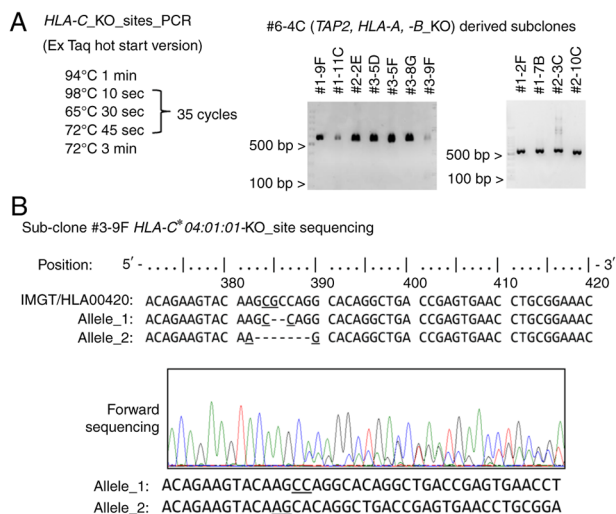 A
HLA-C_KO_sites_PCR
(Ex Taq hot start version)
94°C 1 min
98°C 10 sec
65°C 30 sec
72°C 45 sec
72°C 3 min
35 cycles
#6-4C (TAP2, HLA-A, -B_KO) derived subclones
#1-9F
#1-11C
#2-2E
#3-5D
#3-5F
#3-8G
#3-9F
500 bp >
100 bp >
#1-2F
#1-7B
#2-3C
#2-10C
500 bp >
100 bp >
B
Sub-clone #3-9F HLA-C*04:01:01-KO_site sequencing
Position: 5′ - ....|....|....|....|....|....|....|....|....| - 3′
380 390 400 410 420
IMGT/HLA00420: ACAGAAGTAC AAGCGCCAGG CACAGGCTGA CCGAGTGAAC CTGCGGAAAC
Allele_1: ACAGAAGTAC AAGC--CAGG CACAGGCTGA CCGAGTGAAC CTGCGGAAAC
Allele_2: ACAGAAGTAC AA-------G CACAGGCTGA CCGAGTGAAC CTGCGGAAAC
Forward
sequencing
Allele_1: ACAGAAGTACAAGCCAGGCACAGGCTGACCGAGTGAACCT
Allele_2: ACAGAAGTACAAGCACAGGCTGACCGAGTGAACCTGCGGA